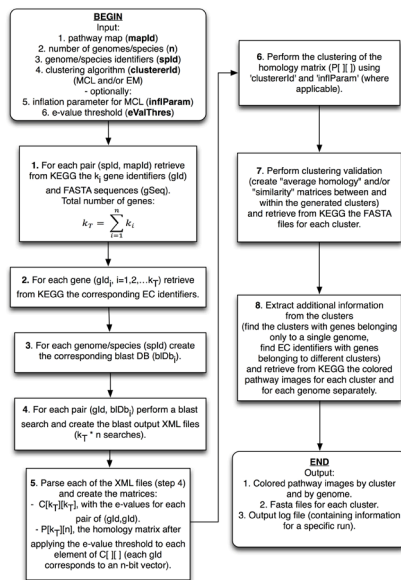 BEGIN
Input:
1. pathway map (mapId)
2. number of genomes/species (n)
3. genome/species identifiers (spId)
4. clustering algorithm (clustererId)
(MCL and/or EM)
- optionally:
5. inflation parameter for MCL (inflParam)
6. e-value threshold (eValThres)
1. For each pair (spId, mapId) retrieve
from KEGG the ki gene identifiers (gId)
and FASTA sequences (gSeq).
Total number of genes:
kT = ∑ ki
n
i=1
2. For each gene (gIdi, i=1,2,...kT) retrieve
from KEGG the corresponding EC identifiers.
3. For each genome/species (spId) create
the corresponding blast DB (blDbi)
4. For each pair (gId, blDbi) perform a blast
search and create the blast output XML files
(kT * n searches).
5. Parse each of the XML files (step 4)
and create the matrices:
- C[kT][kT], with the e-values for each
pair of (gId,gId).
- P[kT][n], the homology matrix after
applying the e-value threshold to each
element of C[ ][ ] (each gId
corresponds to an n-bit vector).
6. Perform the clustering of the
homology matrix (P[ ][ ]) using
'clustererId' and 'inflParam' (where
applicable).
7. Perform clustering validation
(create "average homology" and/or
"similarity" matrices between and
within the generated clusters)
and retrieve from KEGG the FASTA
files for each cluster.
8. Extract additional information
from the clusters
(find the clusters with genes belonging
only to a single genome,
find EC identifiers with genes
belonging to different clusters)
and retrieve from KEGG the colored
pathway images for each cluster and
for each genome separately.
END
Output:
1. Colored pathway images by cluster
and by genome.
2. Fasta files for each cluster.
3. Output log file (containing information
for a specific run).